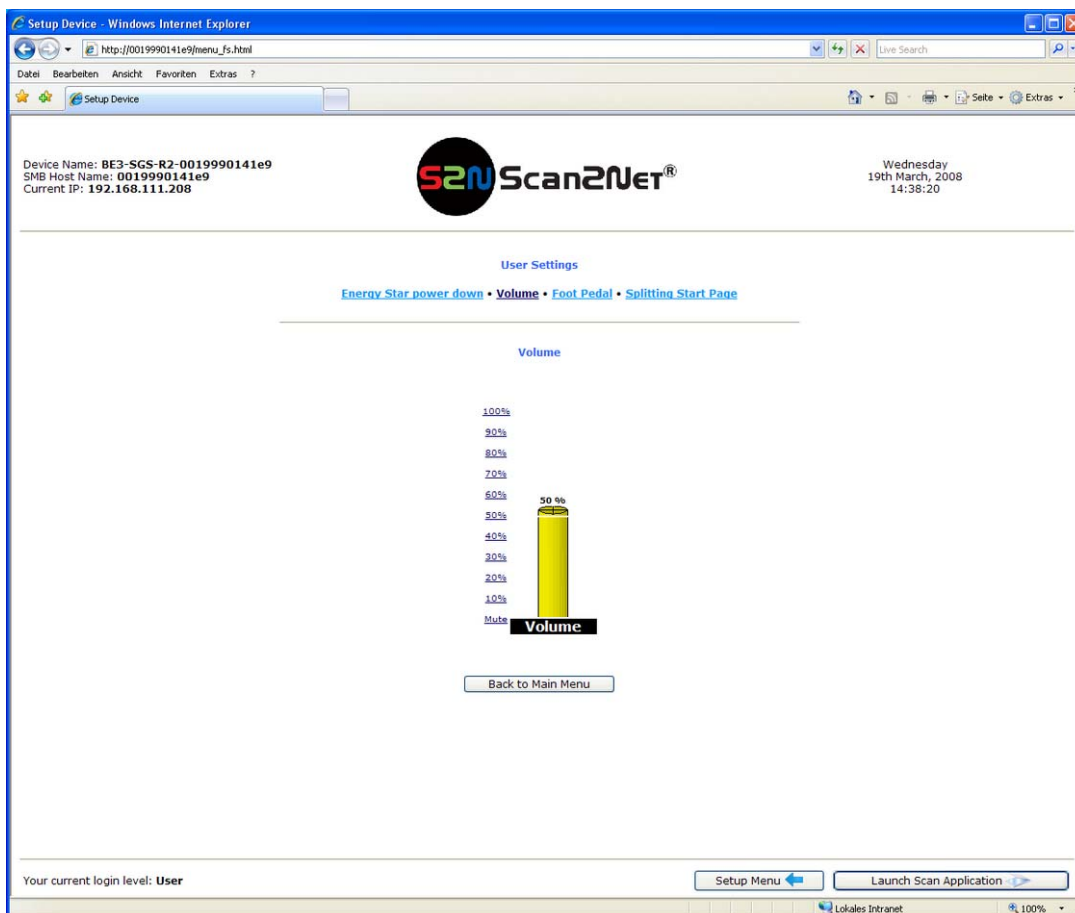 Setup Device - Windows Internet Explorer
http://0019990141e9/menu_fs.html
Live Search
Datei Bearbeiten Ansicht Favoriten Extras ?
Setup Device
Seite
Extras
Device Name: BE3-SGS-R2-0019990141e9
SMB Host Name: 0019990141e9
Current IP: 192.168.111.208
S2N Scan2Net®
Wednesday
19th March, 2008
14:38:20
User Settings
Energy Star power down • Volume • Foot Pedal • Splitting Start Page
Volume
100%
90%
80%
70%
60%
50 %
50%
40%
30%
20%
10%
Mute
Volume
Back to Main Menu
Your current login level: User
Setup Menu
Launch Scan Application
Lokales Intranet
100%